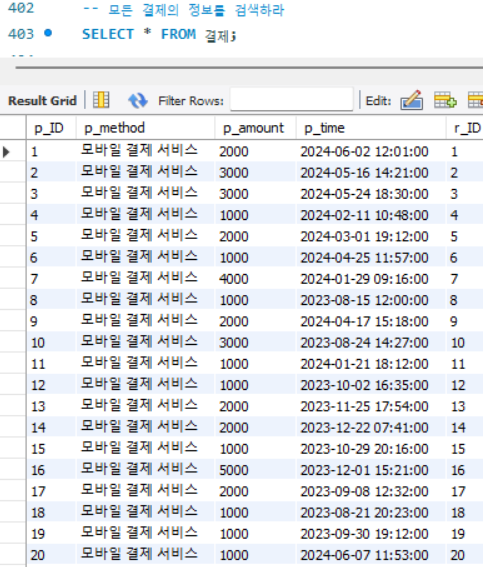 402 -- 모든 결제의 정보를 검색하라
403 SELECT * FROM 결제;
Result Grid Filter Rows: Edit:
p_ID p_method p_amount p_time r_ID
1 모바일 결제 서비스 2000 2024-06-02 12:01:00 1
2 모바일 결제 서비스 3000 2024-05-16 14:21:00 2
3 모바일 결제 서비스 3000 2024-05-24 18:30:00 3
4 모바일 결제 서비스 1000 2024-02-11 10:48:00 4
5 모바일 결제 서비스 2000 2024-03-01 19:12:00 5
6 모바일 결제 서비스 1000 2024-04-25 11:57:00 6
7 모바일 결제 서비스 4000 2024-01-29 09:16:00 7
8 모바일 결제 서비스 1000 2023-08-15 12:00:00 8
9 모바일 결제 서비스 2000 2024-04-17 15:18:00 9
10 모바일 결제 서비스 3000 2023-08-24 14:27:00 10
11 모바일 결제 서비스 1000 2024-01-21 18:12:00 11
12 모바일 결제 서비스 1000 2023-10-02 16:35:00 12
13 모바일 결제 서비스 2000 2023-11-25 17:54:00 13
14 모바일 결제 서비스 2000 2023-12-22 07:41:00 14
15 모바일 결제 서비스 1000 2023-10-29 20:16:00 15
16 모바일 결제 서비스 5000 2023-12-01 15:21:00 16
17 모바일 결제 서비스 2000 2023-09-08 12:32:00 17
18 모바일 결제 서비스 1000 2023-08-21 20:23:00 18
19 모바일 결제 서비스 1000 2023-09-30 19:12:00 19
20 모바일 결제 서비스 1000 2024-06-07 11:53:00 20